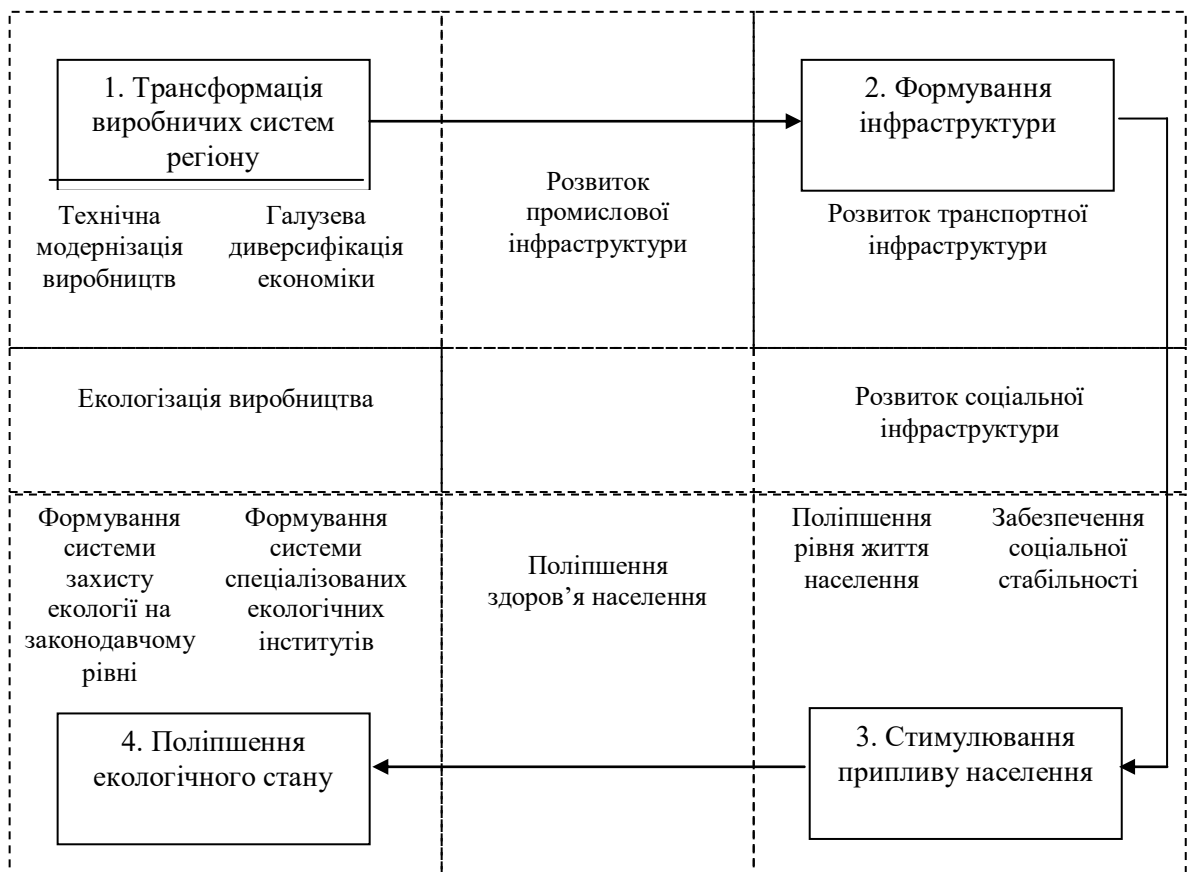 1. Трансформація
виробничих систем
регіону
2. Формування
інфраструктури
Технічна
модернізація
виробництв
Галузева
диверсифікація
економіки
Розвиток
промислової
інфраструктури
Розвиток транспортної
інфраструктури
Екологізація виробництва
Розвиток соціальної
інфраструктури
Формування
системи
захисту
екології на
законодавчому
рівні
Формування
системи
спеціалізованих
екологічних
інститутів
Поліпшення
здоров’я населення
Поліпшення
рівня життя
населення
Забезпечення
соціальної
стабільності
4. Поліпшення
екологічного стану
3. Стимулювання
припливу населення